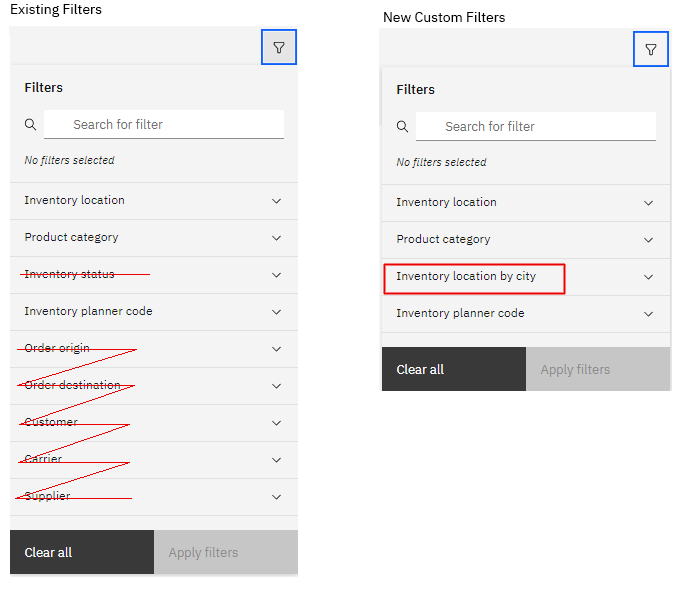 Existing Filters
Filters
Search for filter
No filters selected
Inventory location
Product category
Inventory status
Inventory planner code
Order origin
Order destination
Customer
Carrier
Supplier
Clear all
Apply filters
New Custom Filters
Filters
Search for filter
No filters selected
Inventory location
Product category
Inventory location by city
Inventory planner code
Clear all
Apply filters